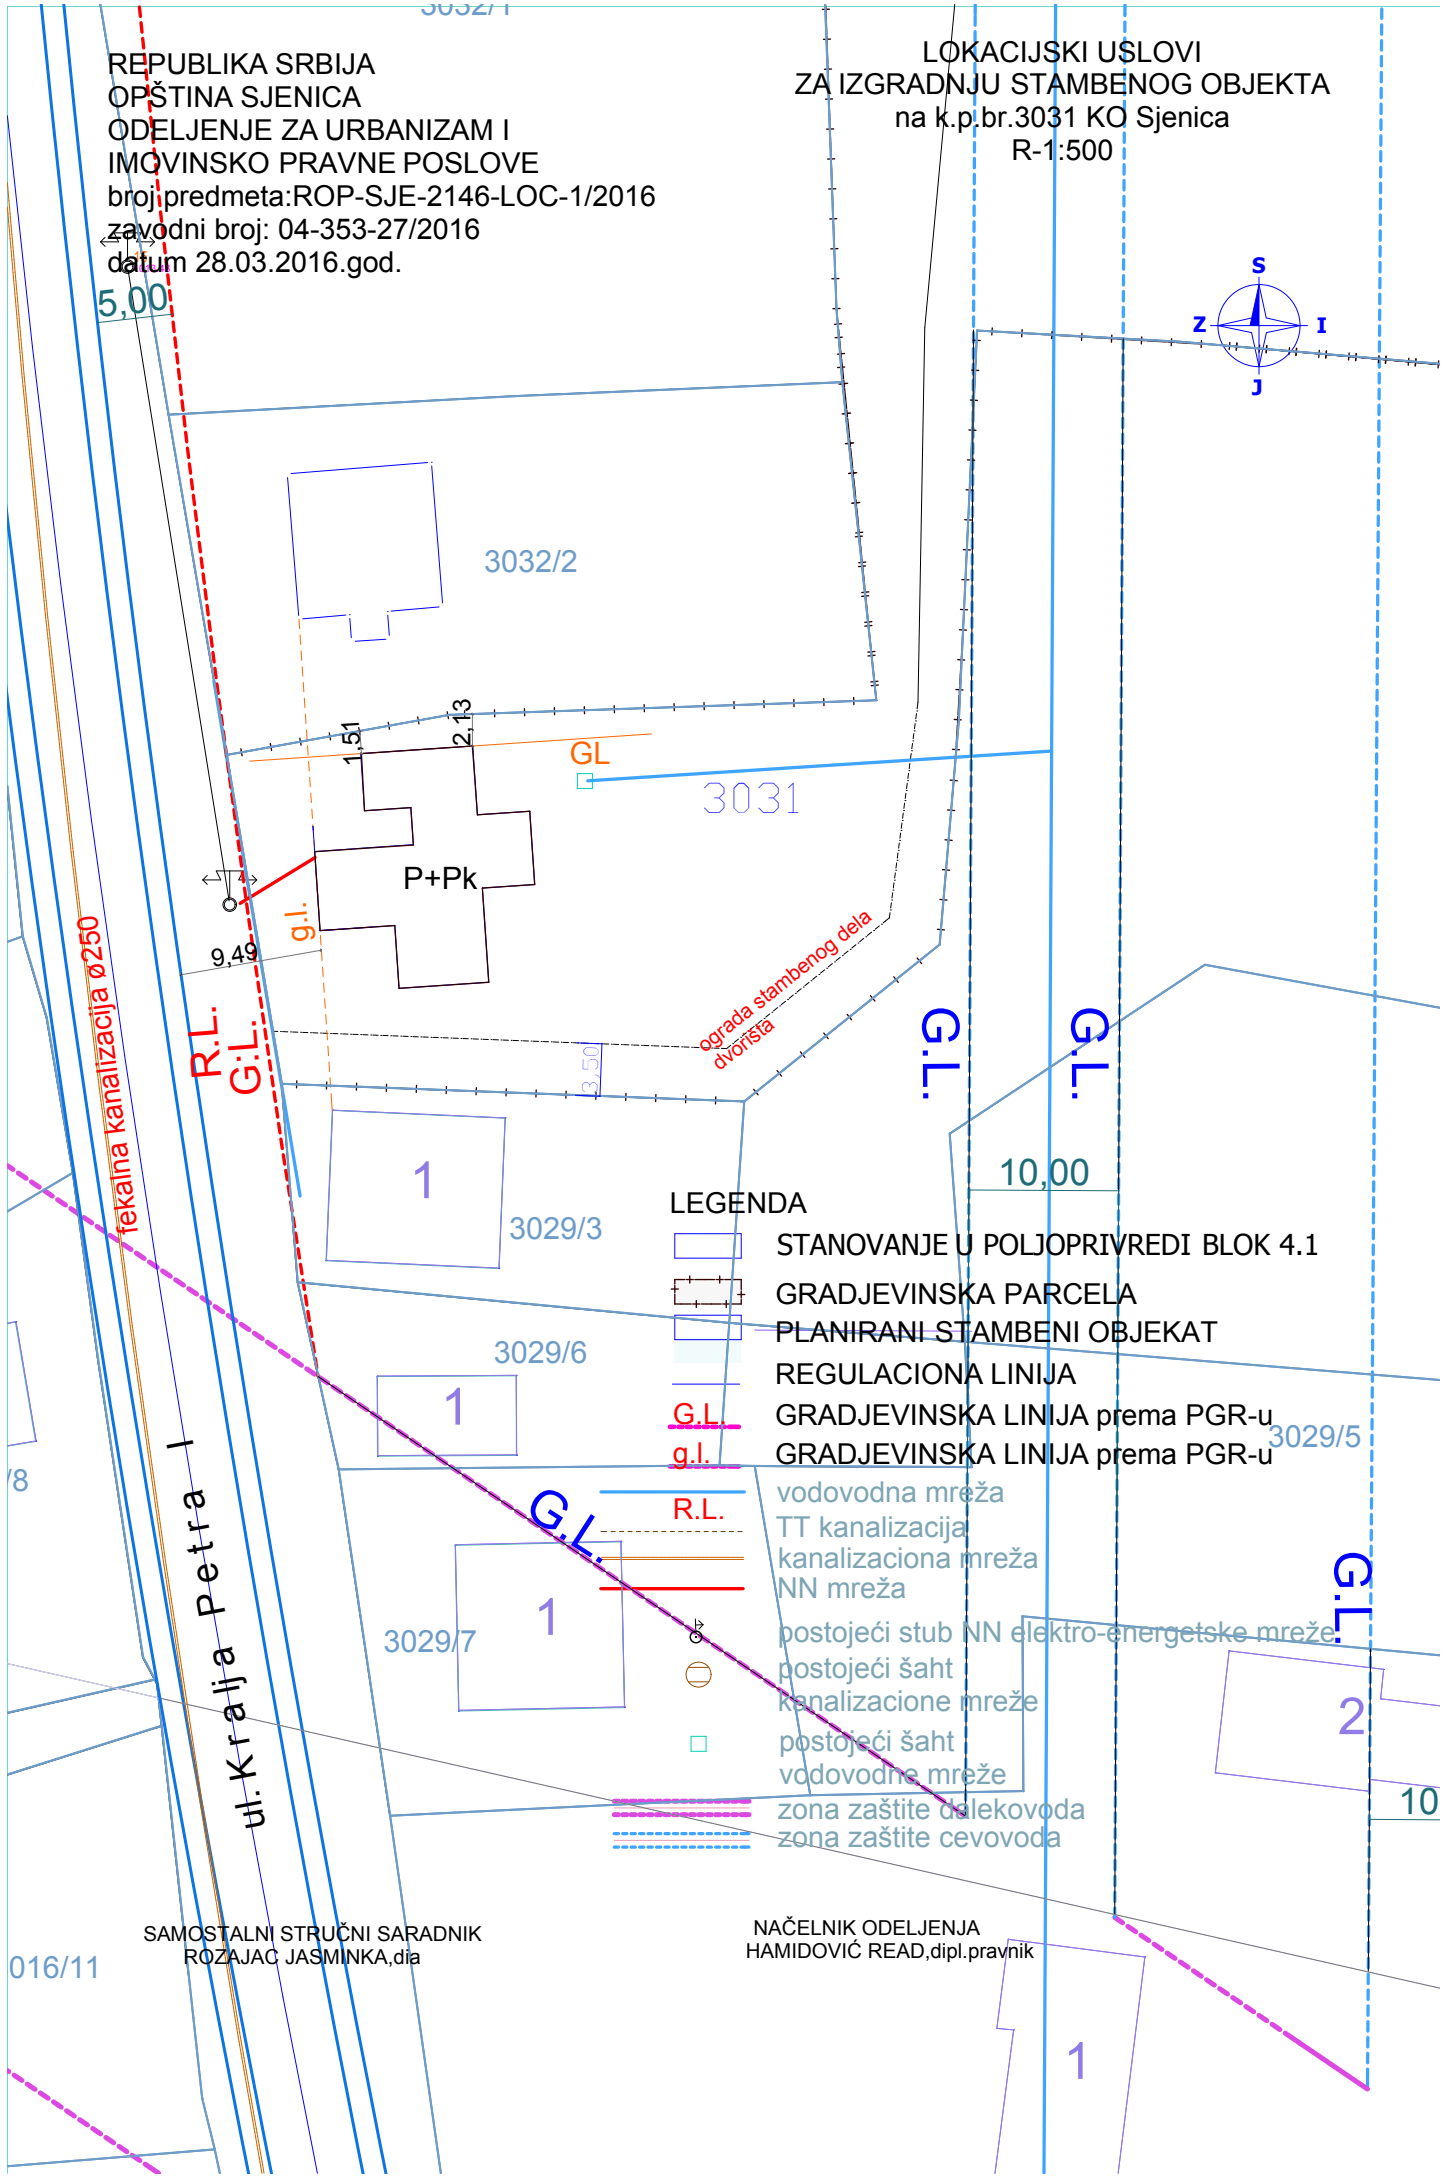 3032/1
REPUBLIKA SRBIJA
OPŠTINA SJENICA
ODELJENJE ZA URBANIZAM I
IMOVINSKO PRAVNE POSLOVE
broj predmeta:ROP-SJE-2146-LOC-1/2016
zavodni broj: 04-353-27/2016
datum 28.03.2016.god.
LOKACIJSKI USLOVI
ZA IZGRADNJU STAMBENOG OBJEKTA
na k.p.br.3031 KO Sjenica
R-1:500
5,00
S
Z
I
J
3032/2
1,51
2,13
GL
3031
P+Pk
g.l.
9,49
fekalna kanalizacija ø250
R.L.
G.L.
ograda stambenog dela
dvorišta
3,50
G.L.
G.L.
10,00
1
3029/3
LEGENDA
STANOVANJE U POLJOPRIVREDI BLOK 4.1
GRADJEVINSKA PARCELA
PLANIRANI STAMBENI OBJEKAT
REGULACIONA LINIJA
G.L.
GRADJEVINSKA LINIJA prema PGR-u
g.l.
GRADJEVINSKA LINIJA prema PGR-u
R.L.
vodovodna mreža
TT kanalizacija
kanalizaciona mreža
NN mreža
postojeći stub NN elektro-energetske mreže
postojeći šaht
kanalizacione mreže
postojeći šaht
vodovodne mreže
zona zaštite dalekovoda
zona zaštite cevovoda
3029/6
1
3029/5
/8
G.L.
G.L.
3029/7
1
ul. Kralja Petra I
2
10
SAMOSTALNI STRUČNI SARADNIK
ROZAJAC JASMINKA,dia
NAČELNIK ODELJENJA
HAMIDOVIĆ READ,dipl.pravnik
016/11
1